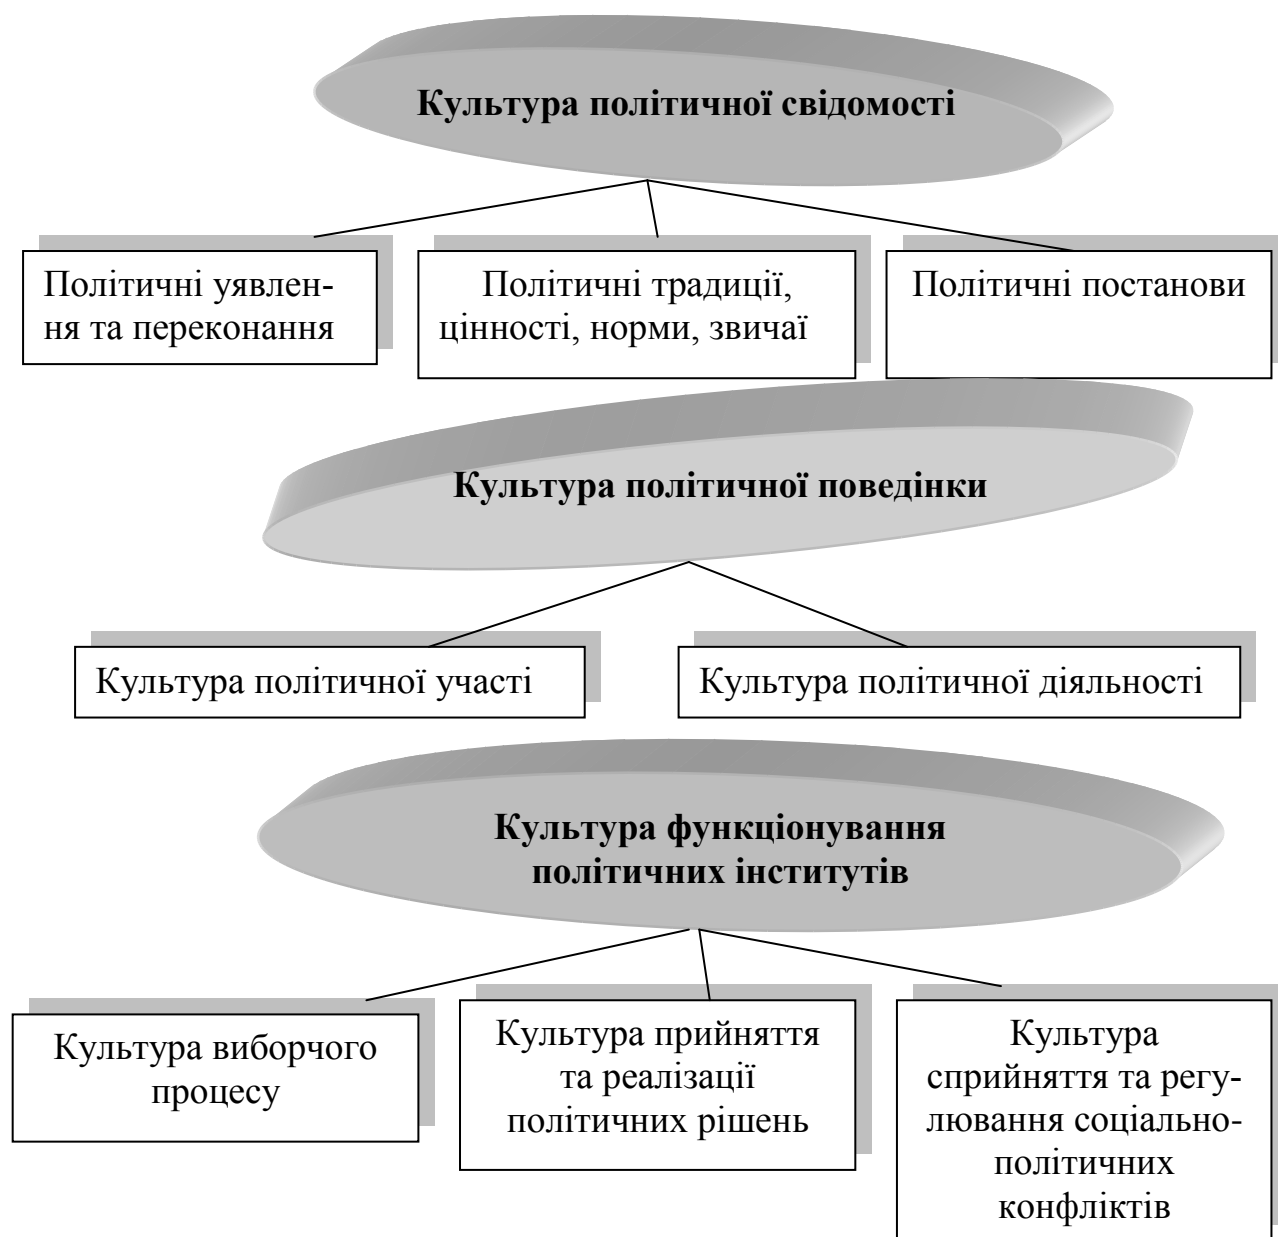 Культура політичної свідомості
Політичні уявлен-
ня та переконання
Політичні традиції,
цінності, норми, звичаї
Політичні постанови
Культура політичної поведінки
Культура політичної участі
Культура політичної діяльності
Культура функціонування
політичних інститутів
Культура виборчого
процесу
Культура прийняття
та реалізації
політичних рішень
Культура
сприйняття та регу-
лювання соціально-
політичних
конфліктів